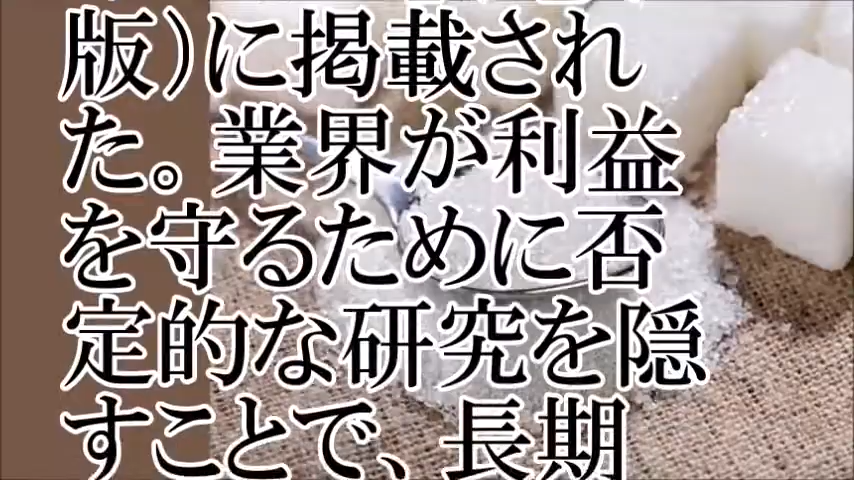 版)に掲載され
た。業界が利益
を守るために否
定的な研究を隠
すことで、長期